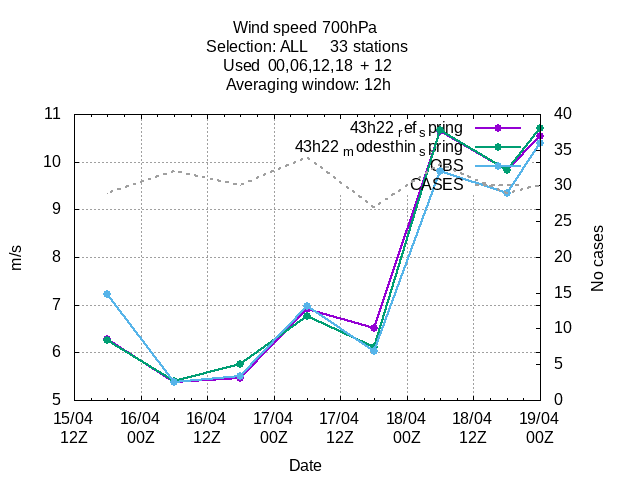 Wind speed 700hPa
Selection: ALL 33 stations
Used 00,06,12,18 + 12
Averaging window: 12h
43h22 ref spring
43h22 modesthin spring
OBS
CASES
11
10
9
8
7
6
5
m/s
40
35
30
25
20
15
10
5
0
No cases
15/04 16/04 16/04 17/04 17/04 18/04 18/04 19/04
12Z 00Z 12Z 00Z 12Z 00Z 12Z 00Z
Date